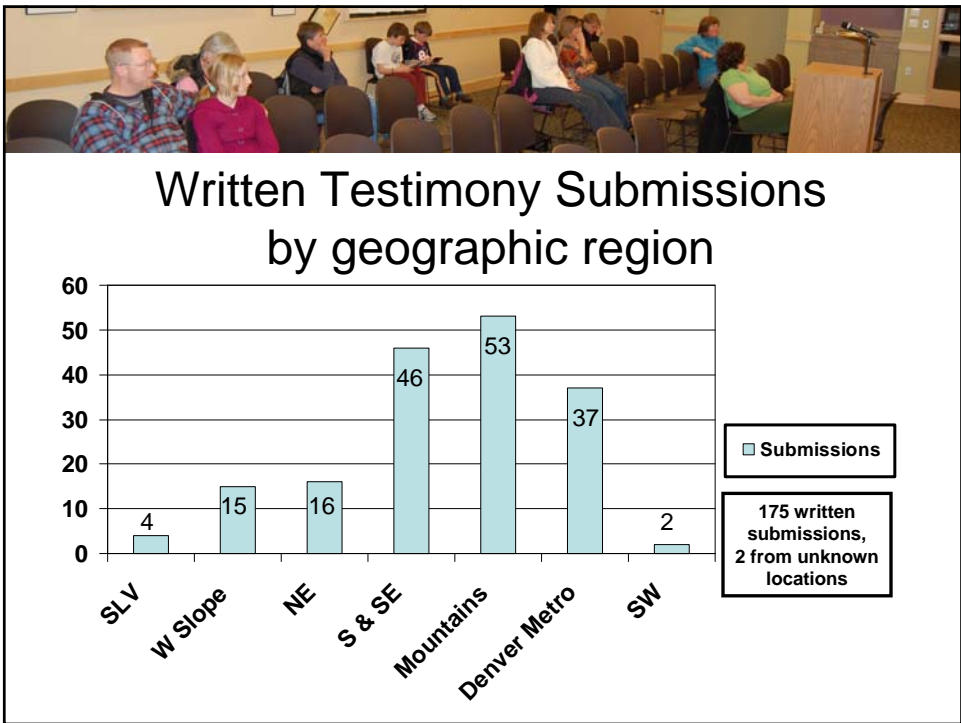 Written Testimony Submissions
by geographic region
60
50
40
30
20
10
0
4
15
16
46
53
37
2
SLV
W Slope
NE
S & SE
Mountains
Denver Metro
SW
Submissions
175 written
submissions,
2 from unknown
locations